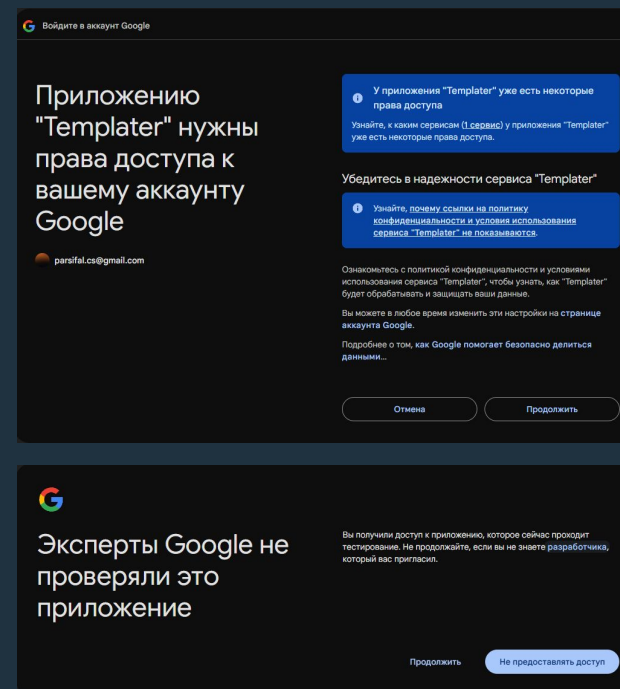 Войдите в аккаунт Google
Приложению
"Templater" нужны
права доступа к
вашему аккаунту
Google
parsifal.cs@gmail.com
У приложения "Templater" уже есть некоторые
права доступа
Узнайте, к каким сервисам (1 сервис) у приложения "Templater"
уже есть некоторые права доступа.
Убедитесь в надежности сервиса "Templater"
Узнайте, почему ссылки на политику
конфиденциальности и условия использования
сервиса "Templater" не показываются.
Ознакомьтесь с политикой конфиденциальности и условиями
использования сервиса "Templater", чтобы узнать, как "Templater"
будет обрабатывать и защищать ваши данные.
Вы можете в любое время изменить эти настройки на странице
аккаунта Google.
Подробнее о том, как Google помогает безопасно делиться
данными…
Отмена
Продолжить
Эксперты Google не
проверяли это
приложение
Вы получили доступ к приложению, которое сейчас проходит
тестирование. Не продолжайте, если вы не знаете разработчика,
который вас пригласил.
Продолжить
Не предоставлять доступ